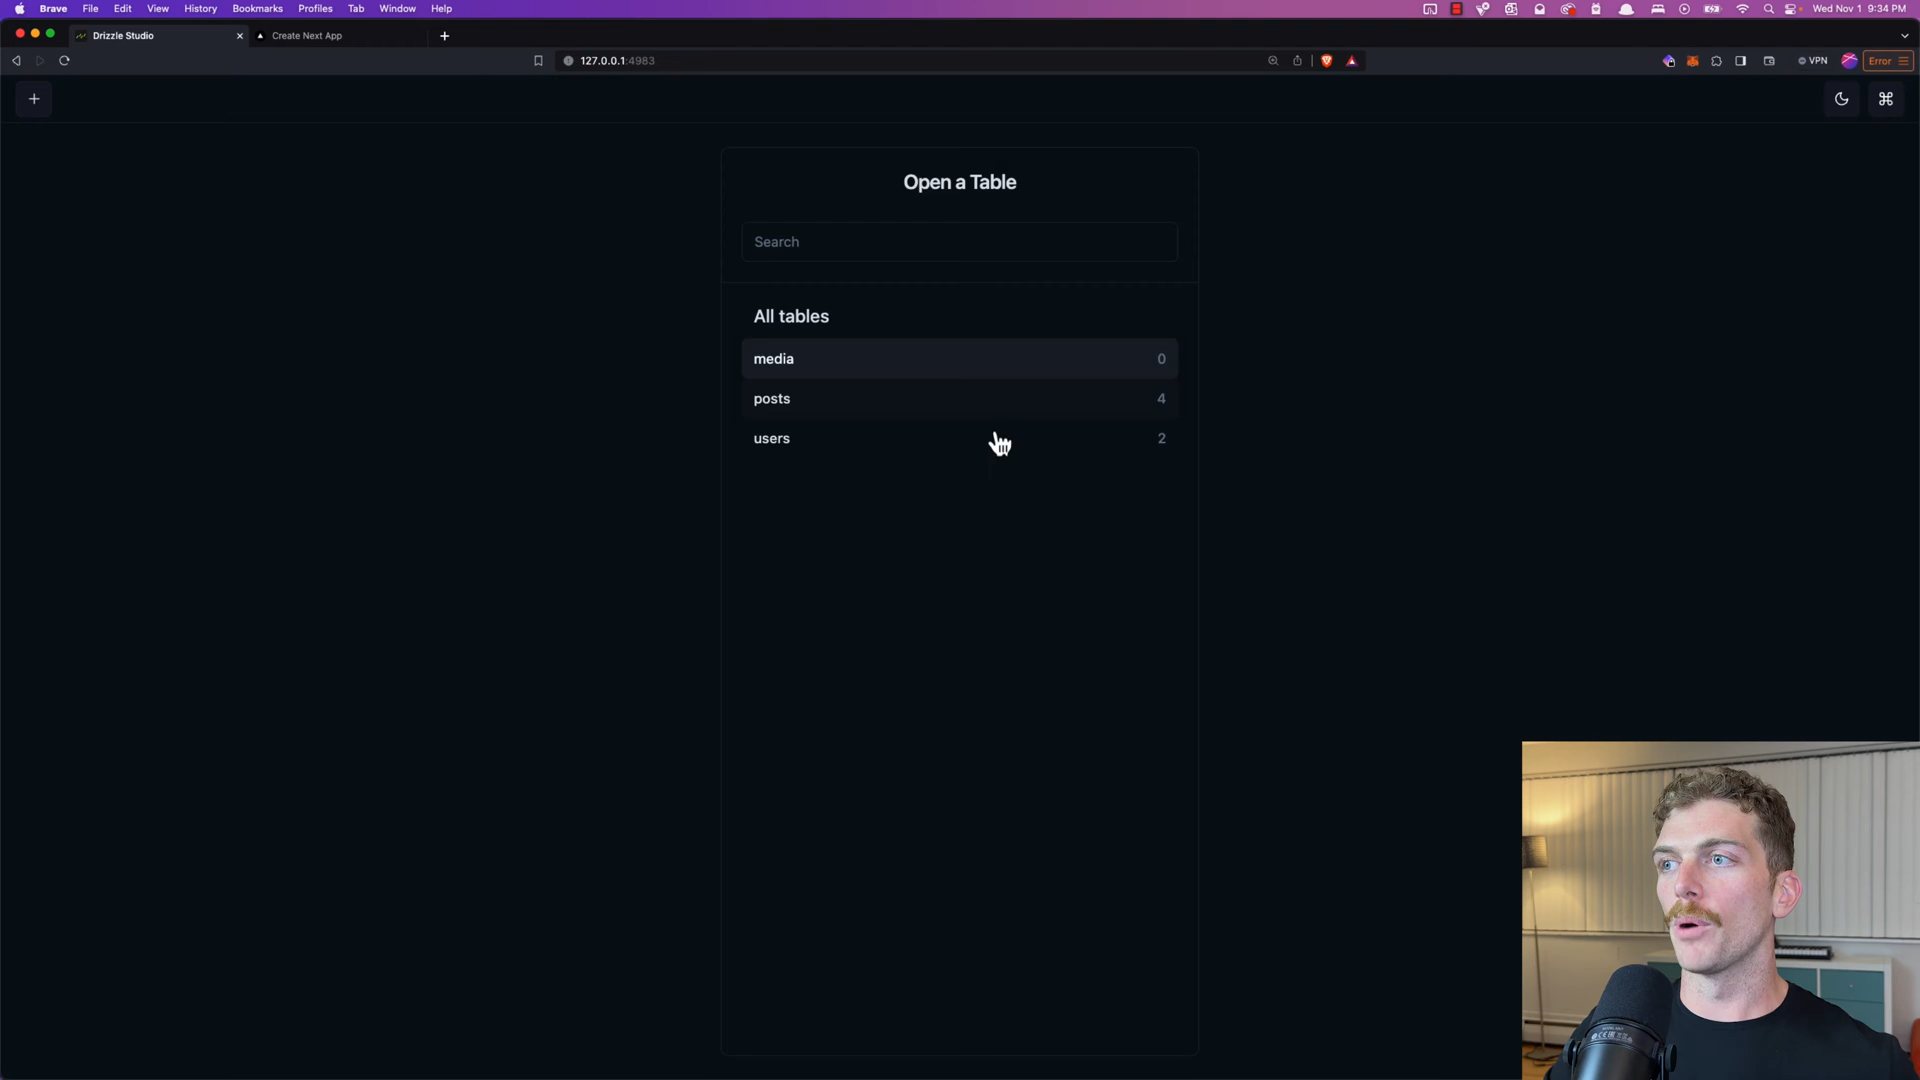 Brave File Edit View History Bookmarks Profiles Tab Window Help
Wed Nov 1 9:34 PM
Drizzle Studio
Create Next App
127.0.0.1:4983
VPN
Error
Open a Table
Search
All tables
media 0
posts 4
users 2